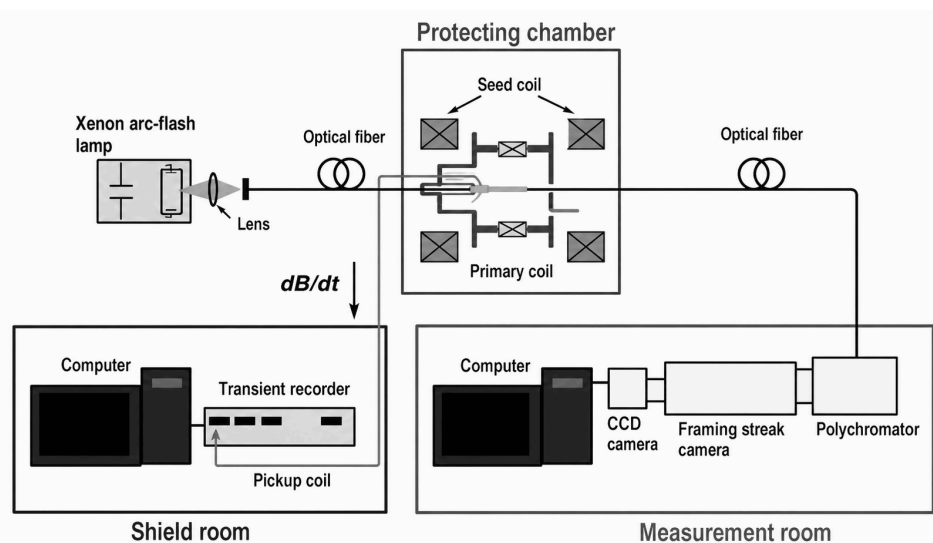 Protecting chamber
Seed coil
Xenon arc-flash
lamp
Optical fiber
Optical fiber
Lens
Primary coil
dB/dt
Computer
Transient recorder
Pickup coil
Shield room
Computer
CCD
camera
Framing streak
camera
Polychromator
Measurement room